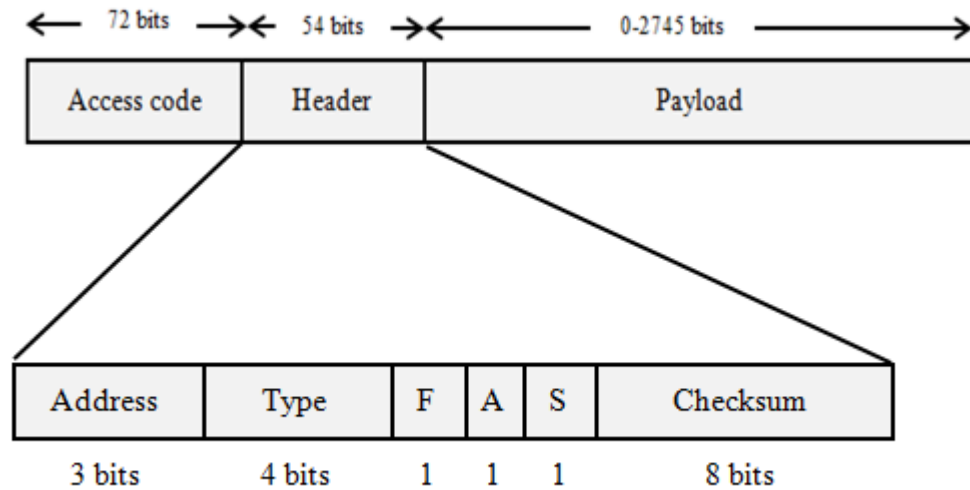 72 bits 54 bits 0-2745 bits
Access code Header Payload
Address Type F A S Checksum
3 bits 4 bits 1 1 1 8 bits